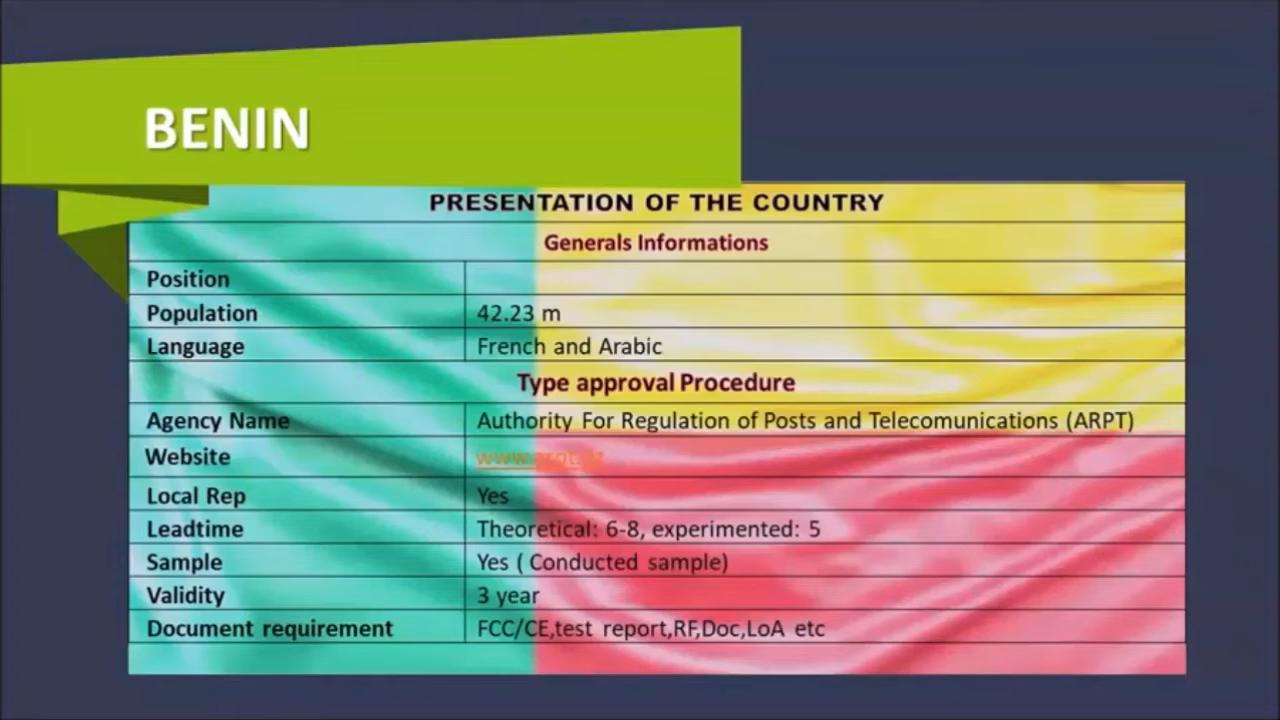 BENIN
PRESENTATION OF THE COUNTRY
Generals Informations
Position
Population 42.23 m
Language French and Arabic
Type approval Procedure
Agency Name Authority For Regulation of Posts and Telecommunications (ARPT)
Website
Local Rep Yes
Leadtime Theoretical: 6-8, experimented: 5
Sample Yes ( Conducted sample)
Validity 3 year
Document requirement FCC/CE,test report,RF,Doc,LoA etc